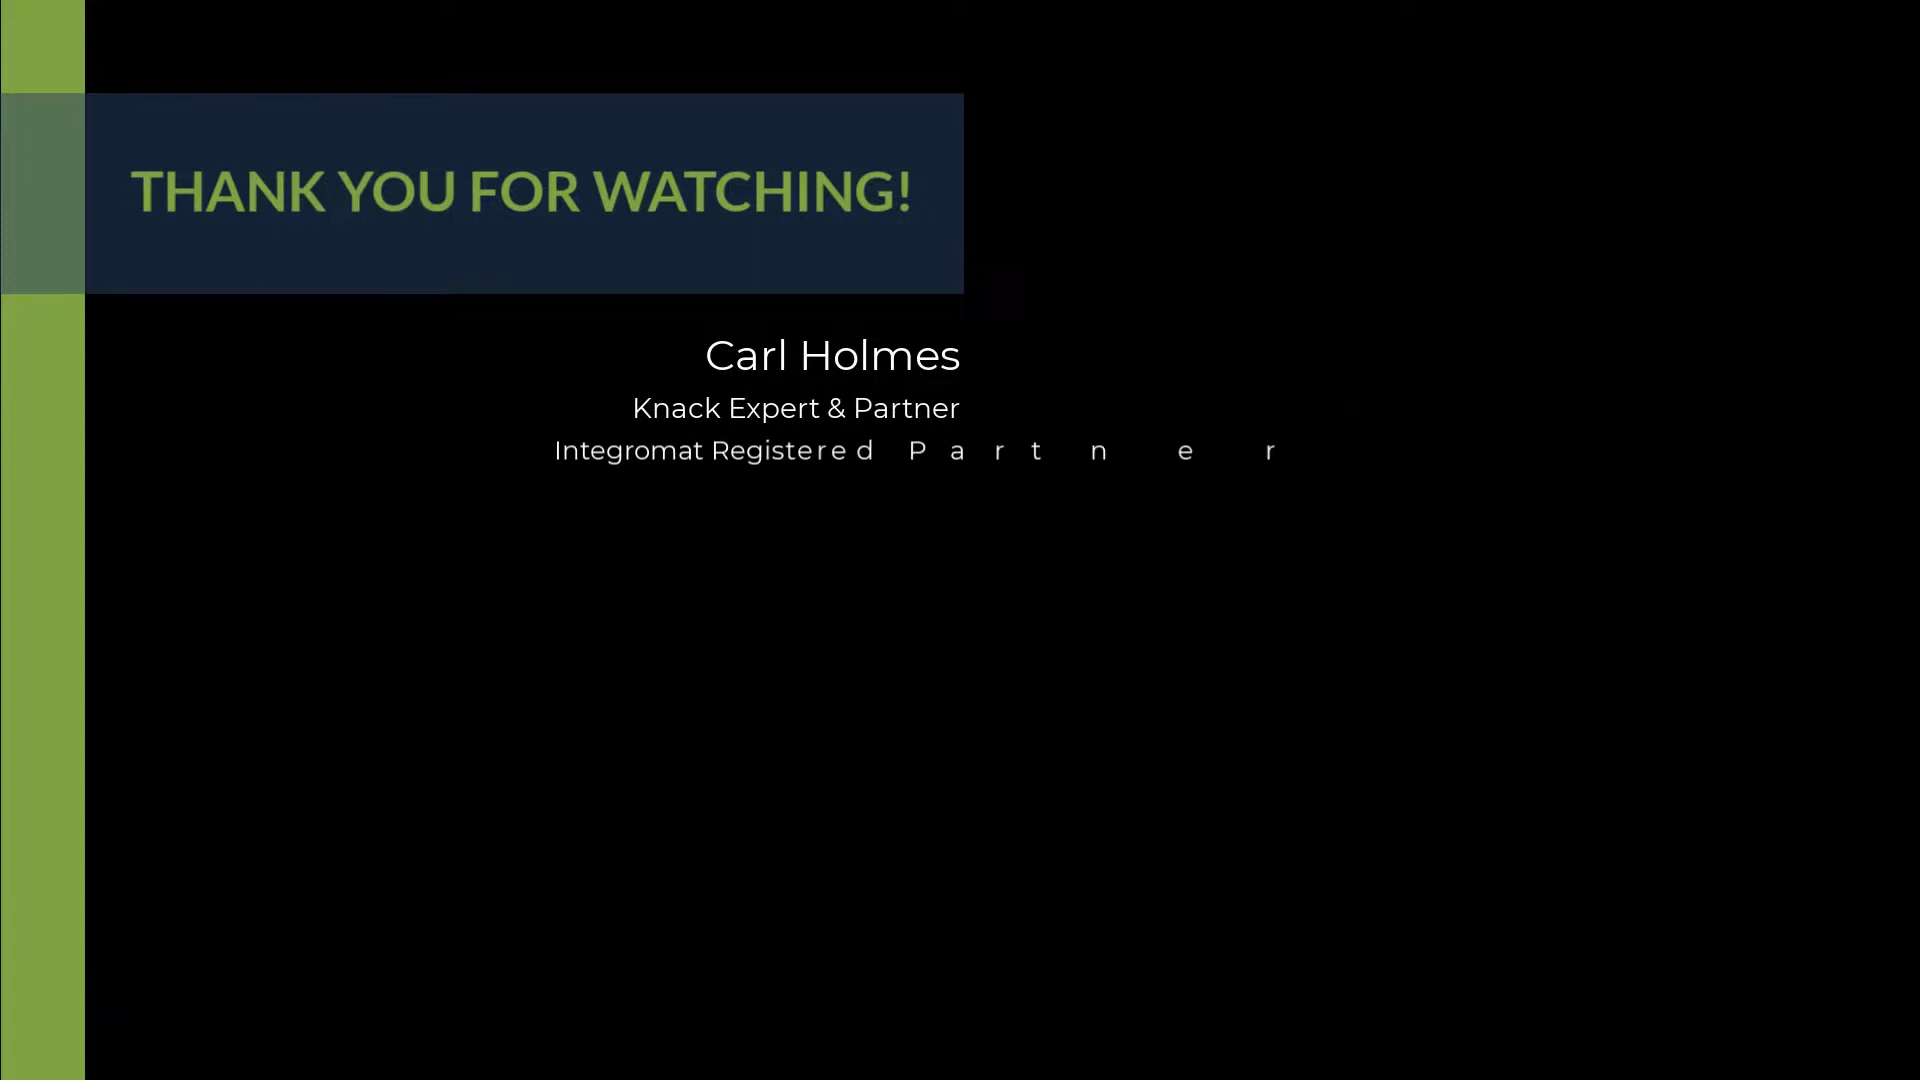 THANK YOU FOR WATCHING!
Carl Holmes
Knack Expert & Partner
Integromat Registered Partner